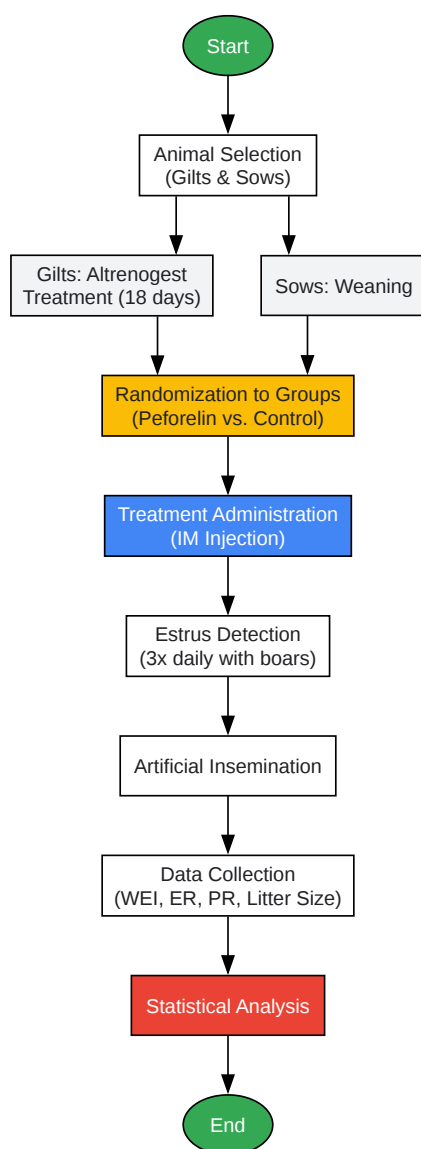 Start
Animal Selection
(Gilts & Sows)
Gilts: Altrenogest
Treatment (18 days)
Sows: Weaning
Randomization to Groups
(Peforelin vs. Control)
Treatment Administration
(IM Injection)
Estrus Detection
(3x daily with boars)
Artificial Insemination
Data Collection
(WEI, ER, PR, Litter Size)
Statistical Analysis
End